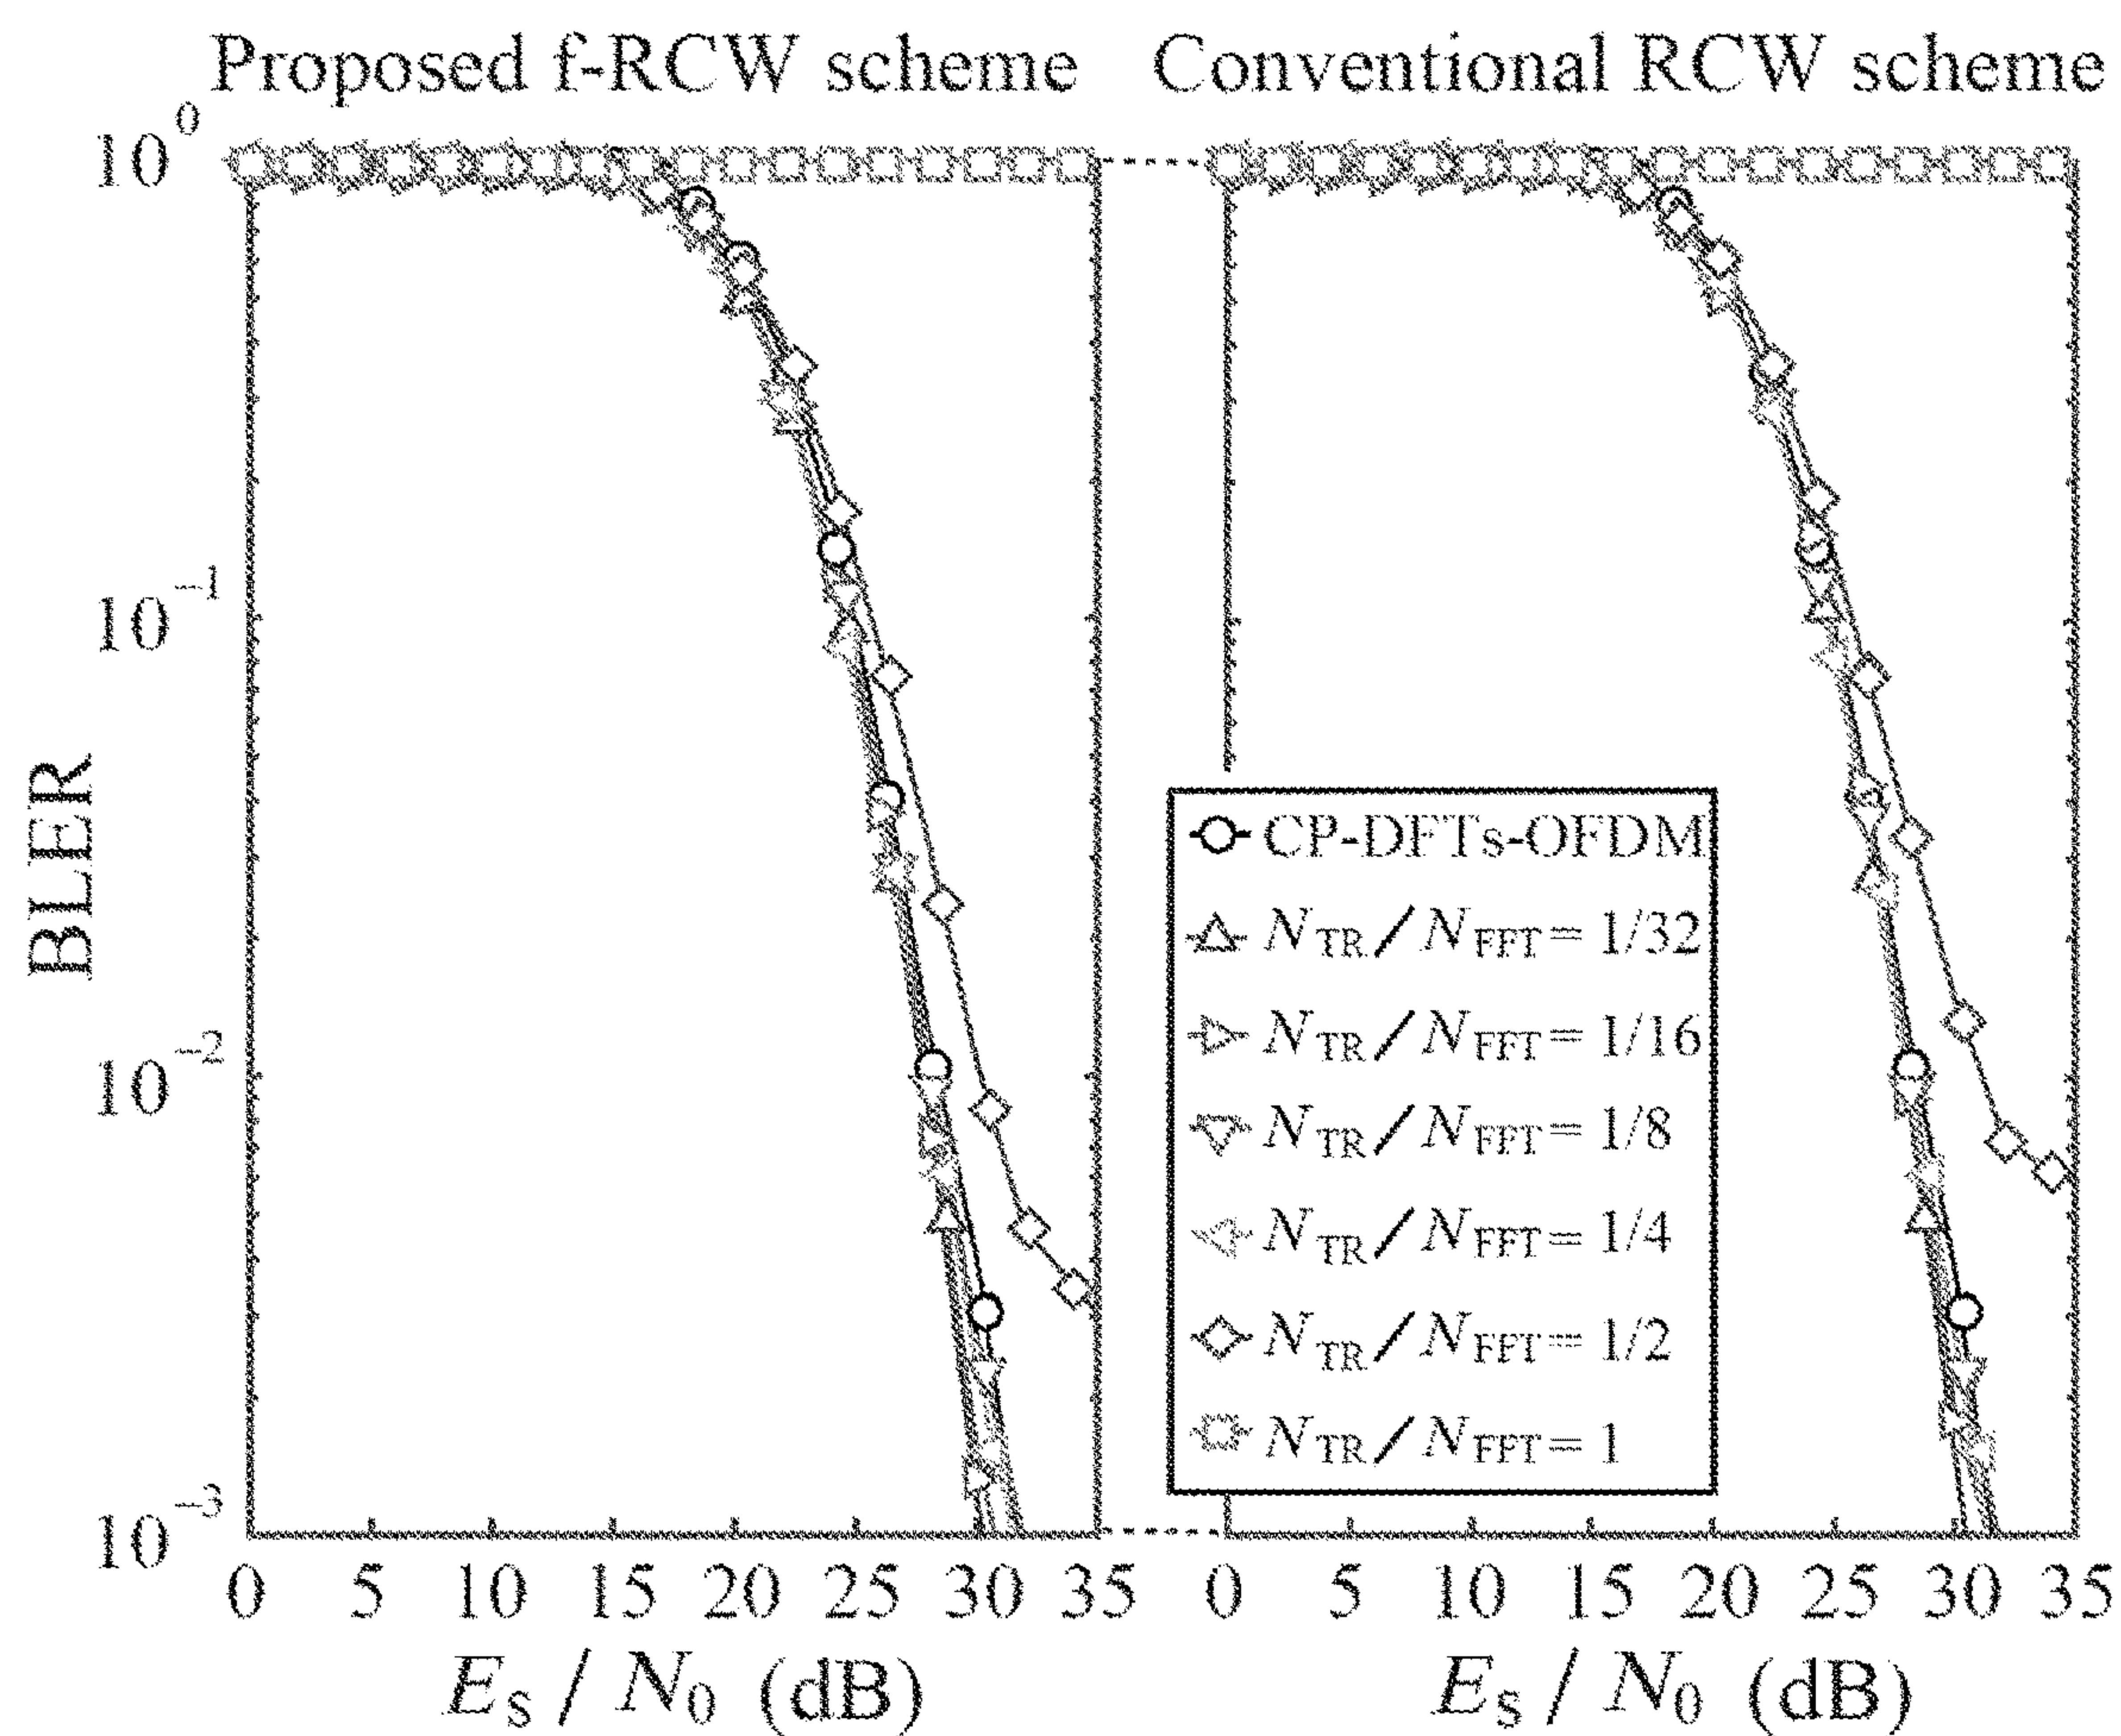 Proposed f-RCW scheme
Conventional RCW scheme
BLER
10^0
10^-1
10^-2
10^-3
0 5 10 15 20 25 30 35
E_S / N_0 (dB)
CP-DFTs-OFDM
N_TR / N_FFT = 1/32
N_TR / N_FFT = 1/16
N_TR / N_FFT = 1/8
N_TR / N_FFT = 1/4
N_TR / N_FFT = 1/2
N_TR / N_FFT = 1
0 5 10 15 20 25 30 35
E_S / N_0 (dB)